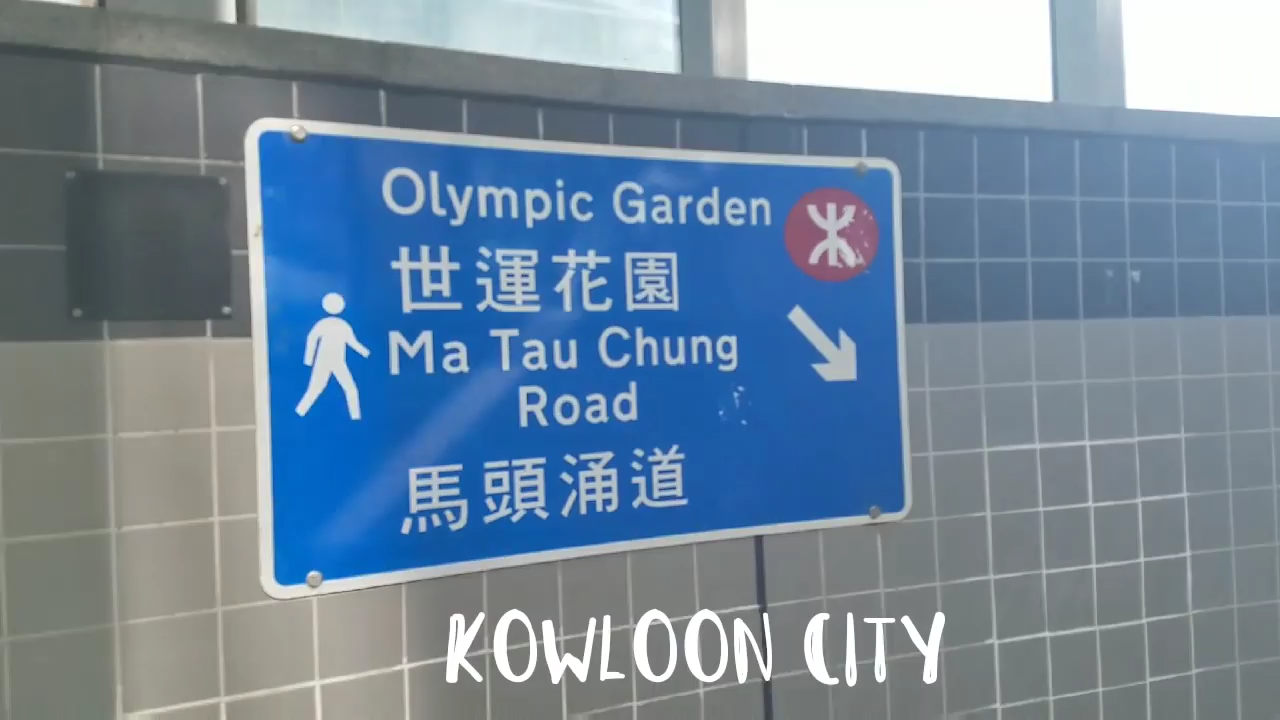 Olympic Garden
世運花園
Ma Tau Chung
Road
馬頭涌道
KOWLOON CITY